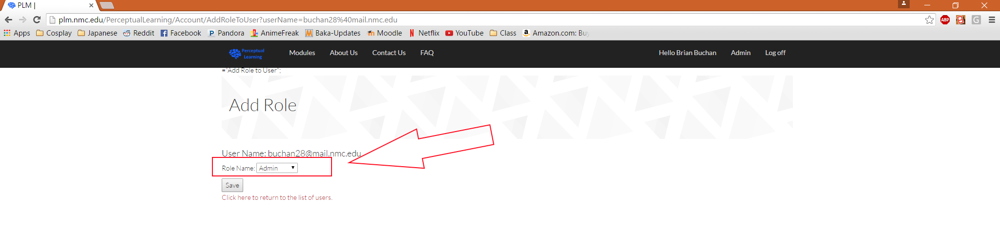 PLM |
plm.nmc.edu/PerceptualLearning/Account/AddRoleToUser?userName=buchan28%40mail.nmc.edu
ABP
G
Apps Cosplay Japanese Reddit Facebook Pandora AnimeFreak Baka-Updates Moodle Netflix YouTube Class Amazon.com: Bu
Perceptual
Learning
Modules About Us Contact Us FAQ Hello Brian Buchan Admin Log off
="Add Role to User";
Add Role
User Name: buchan28@mail.nmc.edu
Role Name: Admin
Save
Click here to return to the list of users.